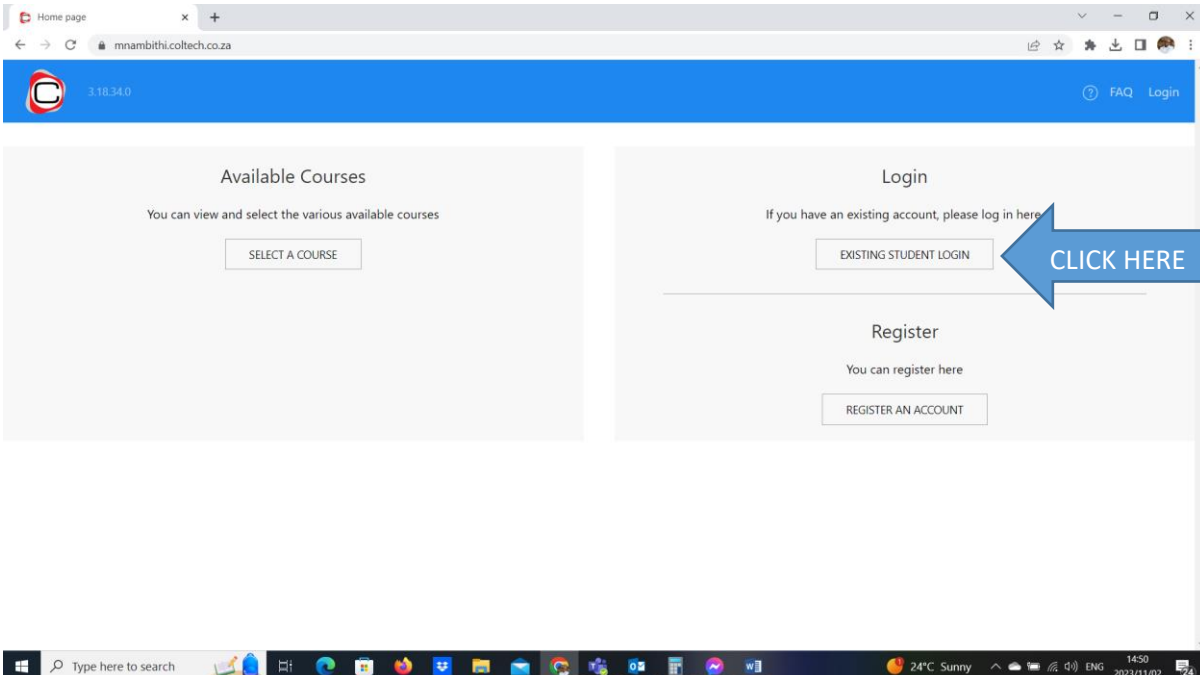 Home page
mnambithi.coltech.co.za
C
3.18.34.0
FAQ Login
Available Courses
You can view and select the various available courses
SELECT A COURSE
Login
If you have an existing account, please log in here
EXISTING STUDENT LOGIN
CLICK HERE
Register
You can register here
REGISTER AN ACCOUNT
Type here to search
24°C Sunny
ENG
14:50
2023/11/02